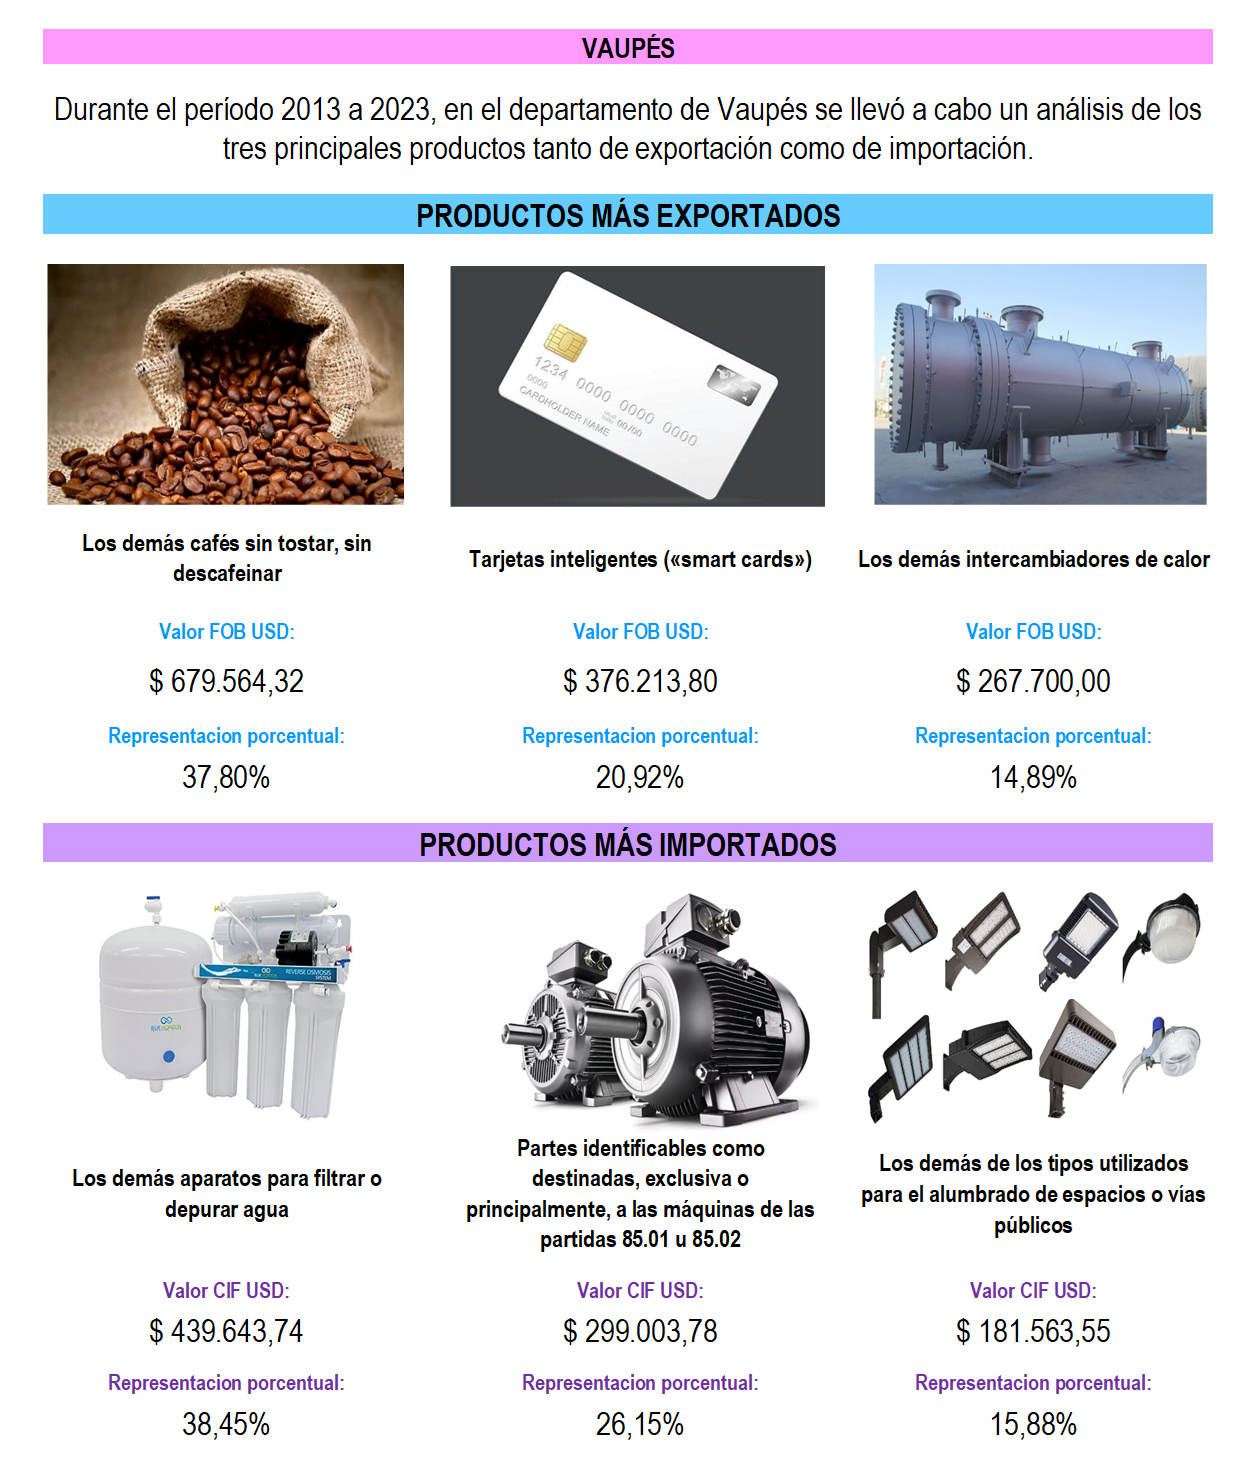 VAUPÉS
Durante el período 2013 a 2023, en el departamento de Vaupés se llevó a cabo un análisis de los
tres principales productos tanto de exportación como de importación.
PRODUCTOS MÁS EXPORTADOS
1234 0000 0000 0000
0000
VALID THRU 00/00
CARDHOLDER NAME
Los demás cafés sin tostar, sin
descafeinar
Tarjetas inteligentes («smart cards»)
Los demás intercambiadores de calor
Valor FOB USD:
Valor FOB USD:
Valor FOB USD:
$ 679.564,32
$ 376.213,80
$ 267.700,00
Representacion porcentual:
Representacion porcentual:
Representacion porcentual:
37,80%
20,92%
14,89%
PRODUCTOS MÁS IMPORTADOS
REVERSE OSMOSIS
SYSTEM
Los demás aparatos para filtrar o
depurar agua
Partes identificables como
destinadas, exclusiva o
principalmente, a las máquinas de las
partidas 85.01 u 85.02
Los demás de los tipos utilizados
para el alumbrado de espacios o vías
públicos
Valor CIF USD:
Valor CIF USD:
Valor CIF USD:
$ 439.643,74
$ 299.003,78
$ 181.563,55
Representacion porcentual:
Representacion porcentual:
Representacion porcentual:
38,45%
26,15%
15,88%